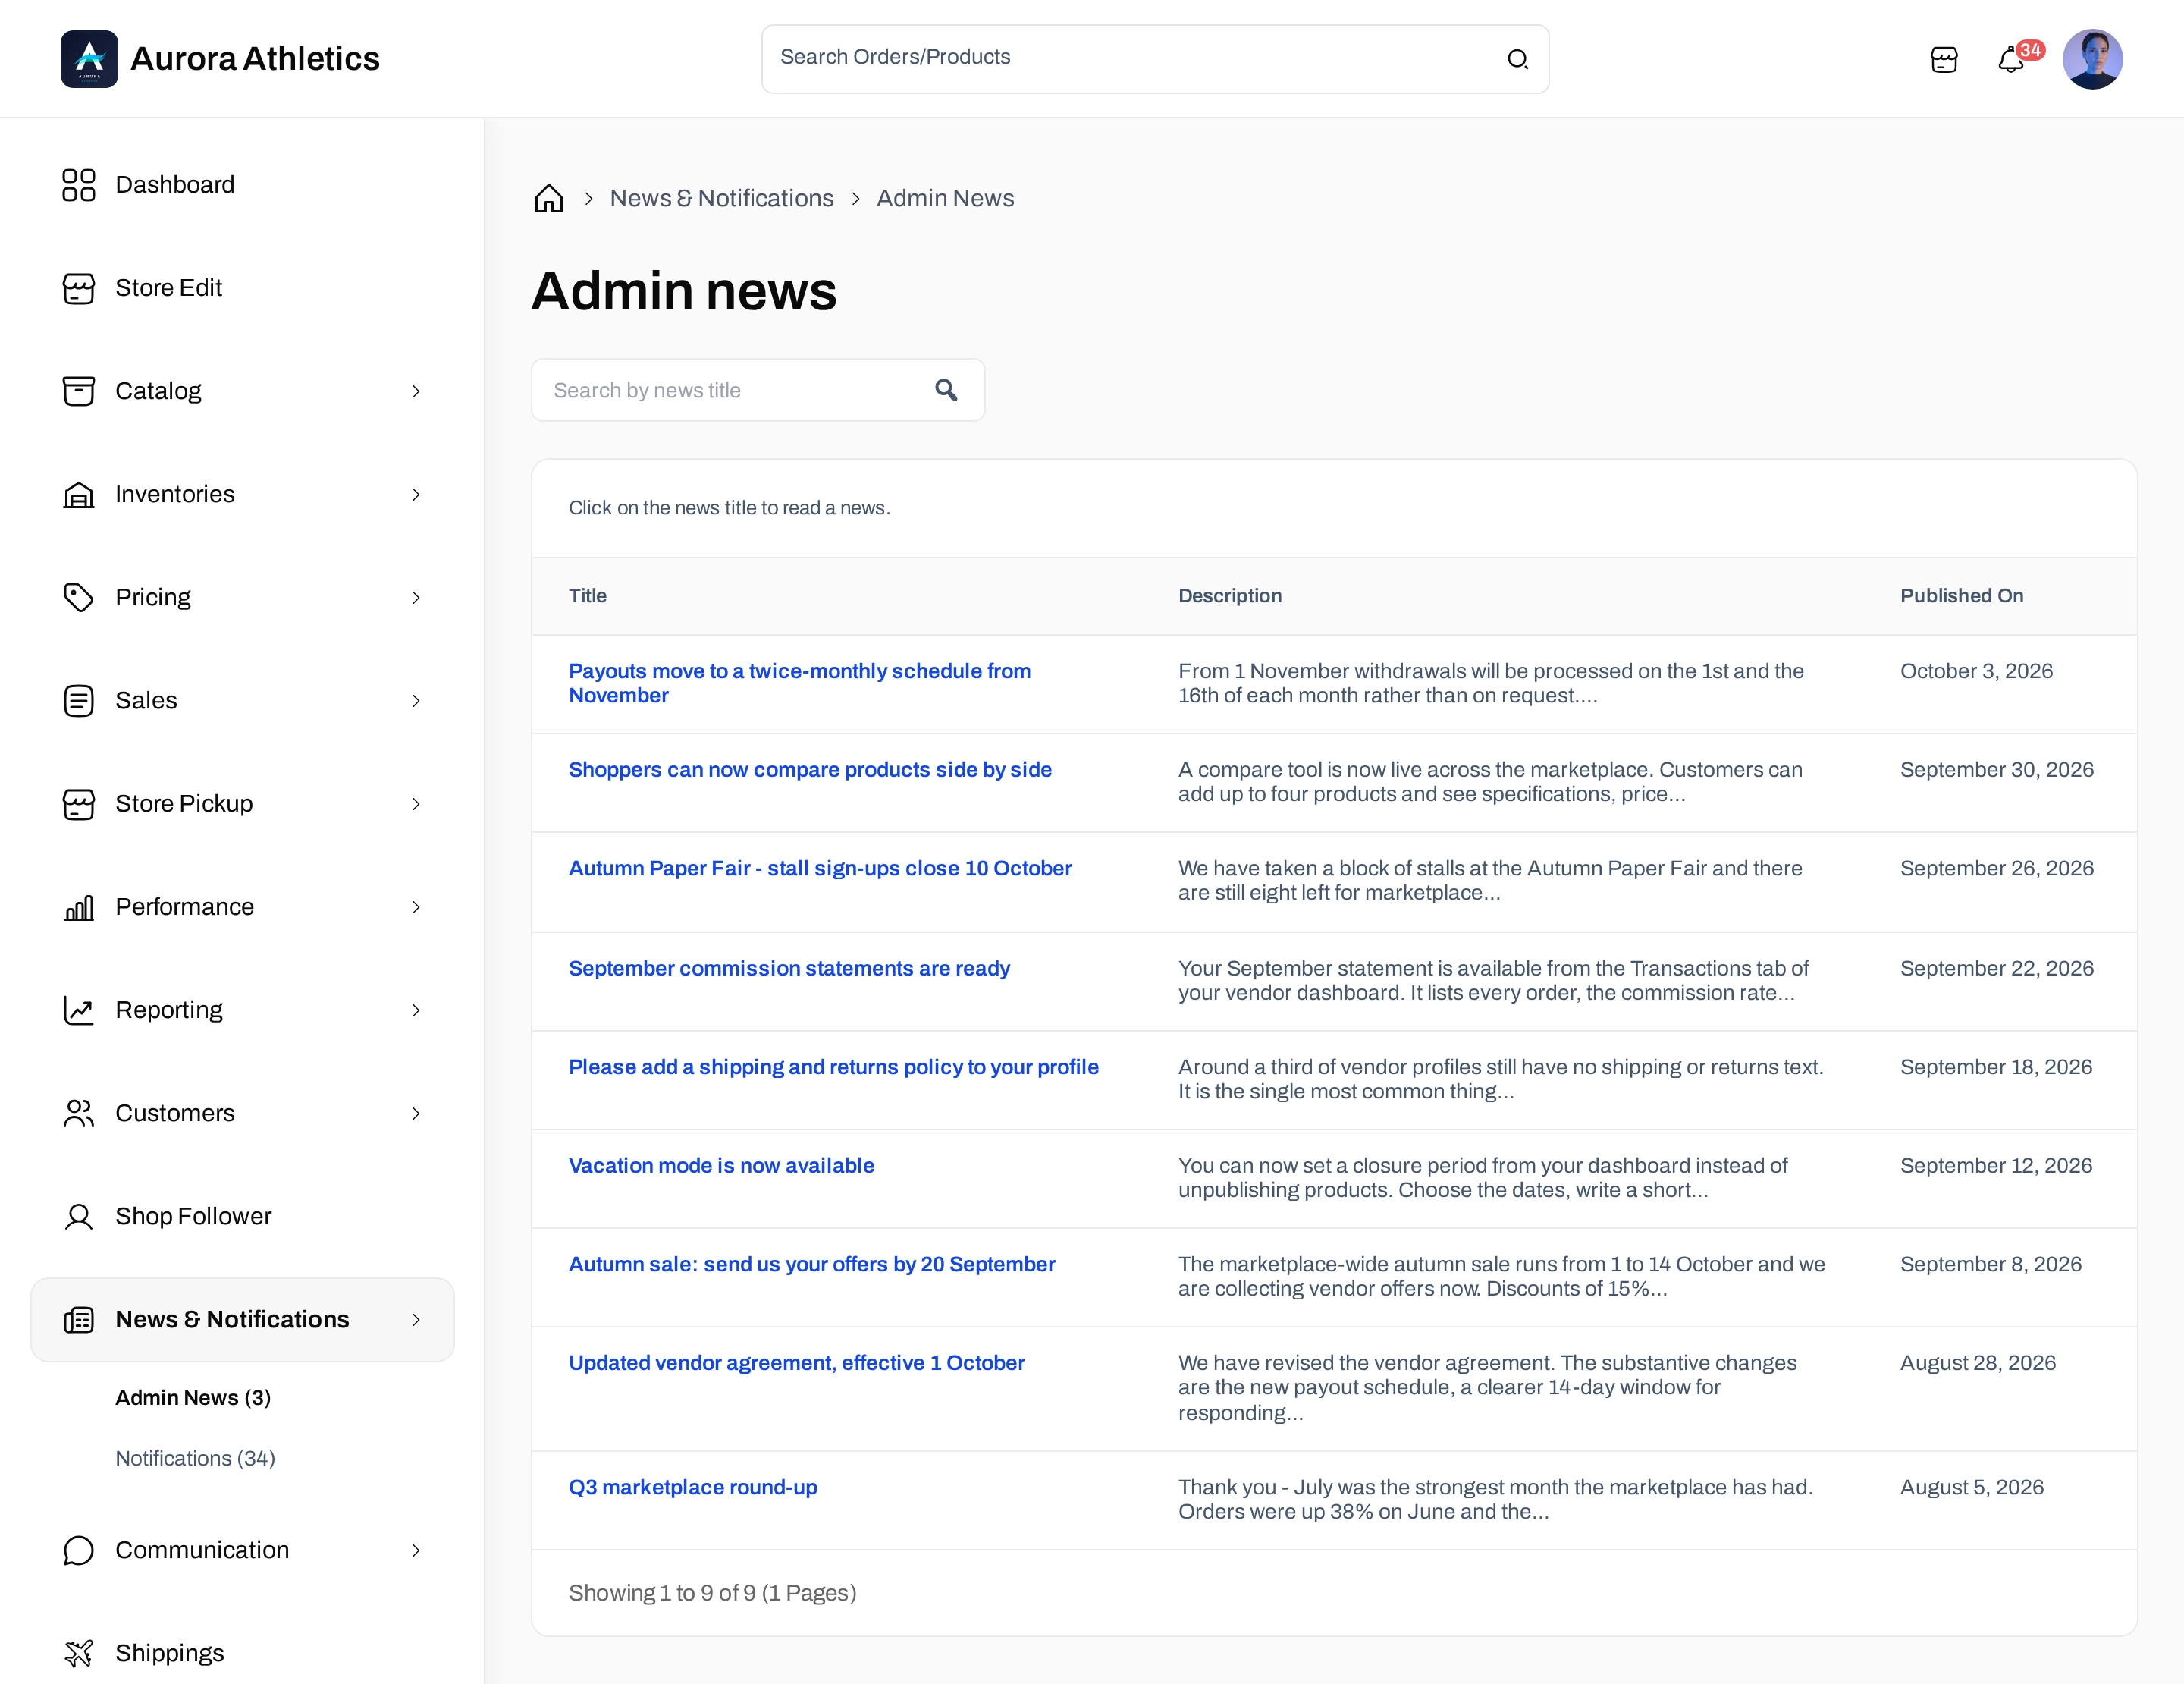 Aurora Athletics
Search Orders/Products
34
AURORA
Dashboard
Store Edit
Catalog
Inventories
Pricing
Sales
Store Pickup
Performance
Reporting
Customers
Shop Follower
News & Notifications
Admin News (3)
Notifications (34)
Communication
Shippings
News & Notifications
Admin News
Admin news
Search by news title
Click on the news title to read a news.
Title
Description
Published On
Payouts move to a twice-monthly schedule from
November
From 1 November withdrawals will be processed on the 1st and the
16th of each month rather than on request....
October 3, 2026
Shoppers can now compare products side by side
A compare tool is now live across the marketplace. Customers can
add up to four products and see specifications, price...
September 30, 2026
Autumn Paper Fair - stall sign-ups close 10 October
We have taken a block of stalls at the Autumn Paper Fair and there
are still eight left for marketplace...
September 26, 2026
September commission statements are ready
Your September statement is available from the Transactions tab of
your vendor dashboard. It lists every order, the commission rate...
September 22, 2026
Please add a shipping and returns policy to your profile
Around a third of vendor profiles still have no shipping or returns text.
It is the single most common thing...
September 18, 2026
Vacation mode is now available
You can now set a closure period from your dashboard instead of
unpublishing products. Choose the dates, write a short...
September 12, 2026
Autumn sale: send us your offers by 20 September
The marketplace-wide autumn sale runs from 1 to 14 October and we
are collecting vendor offers now. Discounts of 15%...
September 8, 2026
Updated vendor agreement, effective 1 October
We have revised the vendor agreement. The substantive changes
are the new payout schedule, a clearer 14-day window for
responding...
August 28, 2026
Q3 marketplace round-up
Thank you - July was the strongest month the marketplace has had.
Orders were up 38% on June and the...
August 5, 2026
Showing 1 to 9 of 9 (1 Pages)